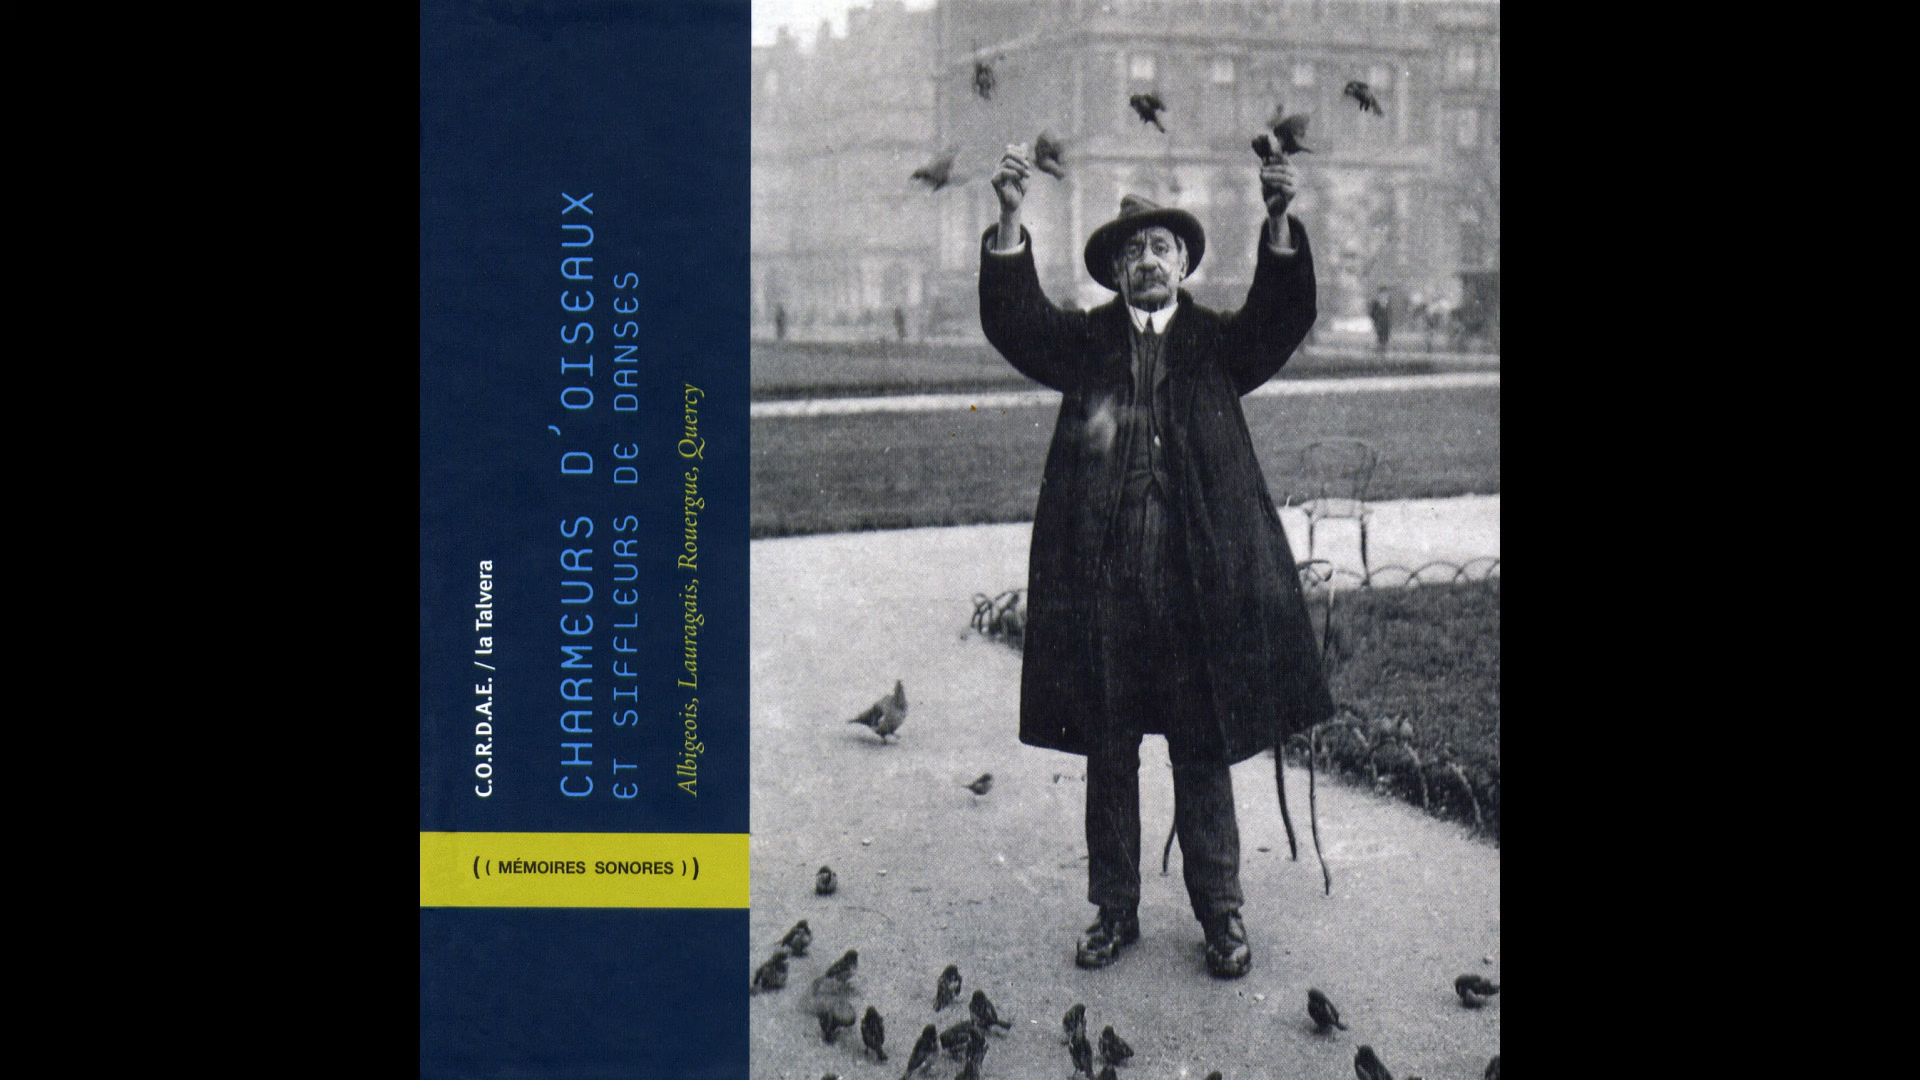 C.O.R.D.A.E. / la Talvera
CHARMEURS D'OISEAUX
ET SIFFLEURS DE DANSES
Albigeois, Lauragais, Rouergue, Quercy
(( MÉMOIRES SONORES ))